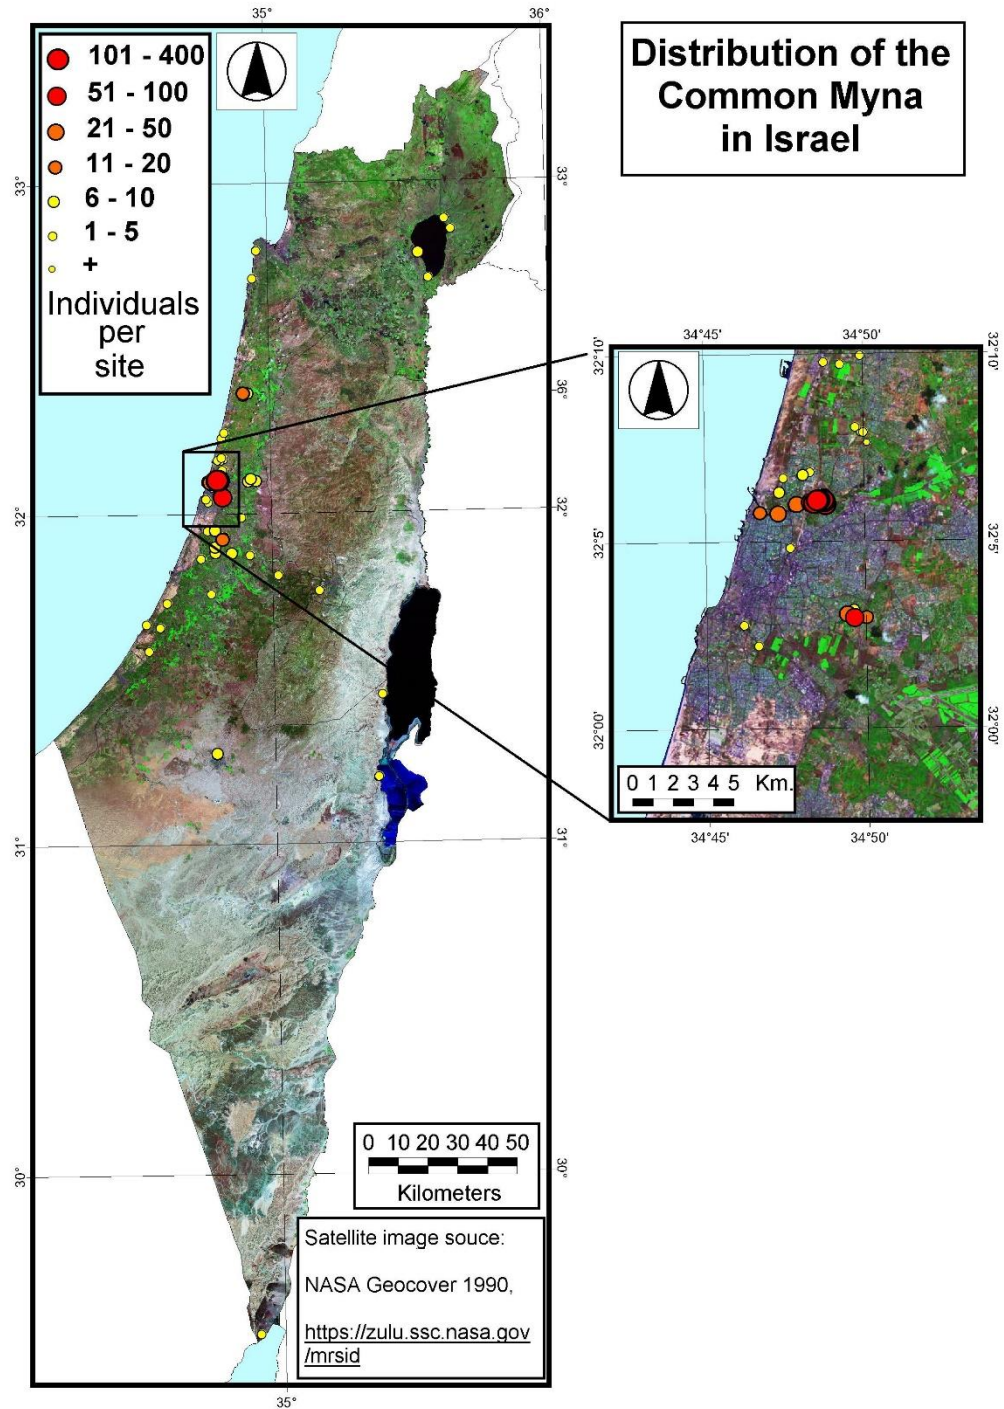 Distribution of the
Common Myna
in Israel
35°
36°
101 - 400
51 - 100
21 - 50
11 - 20
6 - 10
1 - 5
+
Individuals
per
site
33°
33°
36°
32°
32°
31°
31°
30°
30°
35°
0 10 20 30 40 50
Kilometers
Satellite image souce:
NASA Geocover 1990,
https://zulu.ssc.nasa.gov
/mrsid
34°45'
34°50'
32°10'
32°10'
32°5'
32°5'
32°00'
32°00'
0 1 2 3 4 5 Km.
34°45'
34°50'